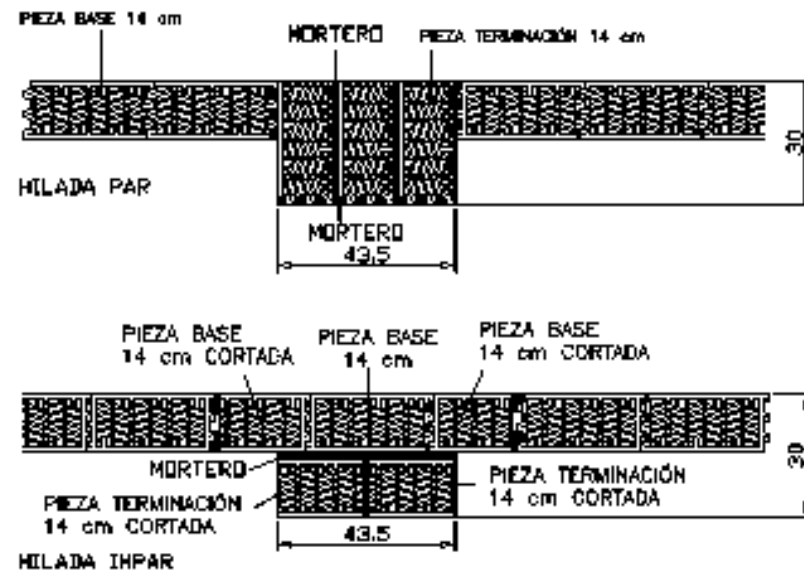 PIEZA BASE 14 cm
MORTERO
PIEZA TERMINACIÓN 14 cm
30
HILADA PAR
MORTERO
43,5
PIEZA BASE
14 cm CORTADA
PIEZA BASE
14 cm
PIEZA BASE
14 cm CORTADA
30
MORTERO
PIEZA TERMINACIÓN
14 cm CORTADA
PIEZA TERMINACIÓN
14 cm CORTADA
43.5
HILADA IMPAR